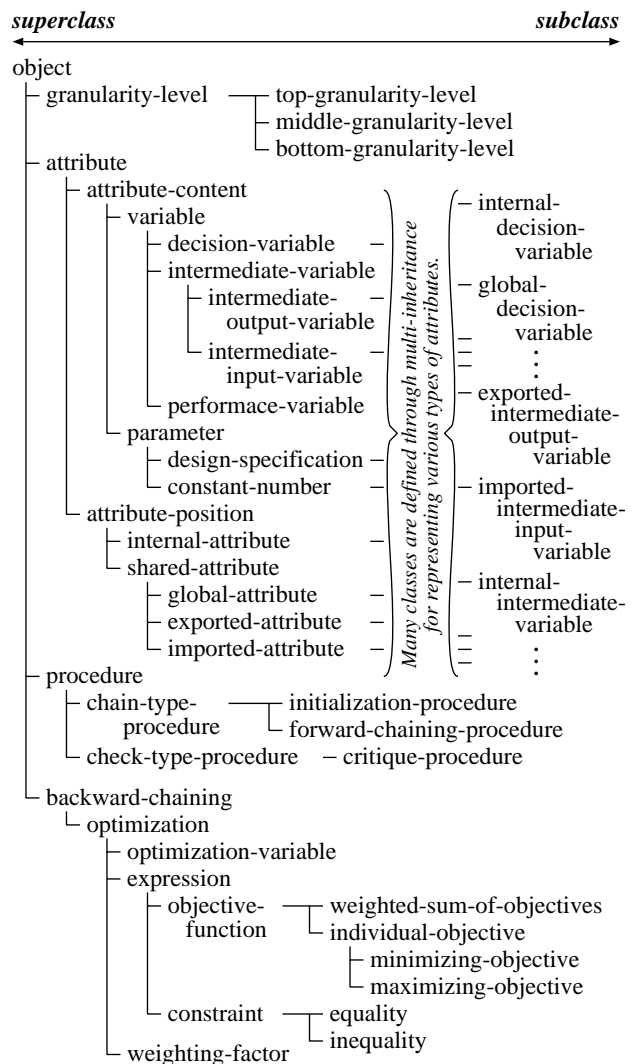 superclass subclass
object
granularity-level top-granularity-level
middle-granularity-level
bottom-granularity-level
attribute
attribute-content
variable
decision-variable
intermediate-variable
intermediate-
output-variable
intermediate-
input-variable
performace-variable
parameter
design-specification
constant-number
attribute-position
internal-attribute
shared-attribute
global-attribute
exported-attribute
imported-attribute
Many classes are defined through multi-inheritance
for representing various types of attributes.
internal-
decision-
variable
global-
decision-
variable
exported-
intermediate-
output-
variable
imported-
intermediate-
input-
variable
internal-
intermediate-
variable
procedure
chain-type-
procedure
initialization-procedure
forward-chaining-procedure
check-type-procedure critique-procedure
backward-chaining
optimization
optimization-variable
expression
objective-
function
weighted-sum-of-objectives
individual-objective
minimizing-objective
maximizing-objective
constraint equality
inequality
weighting-factor